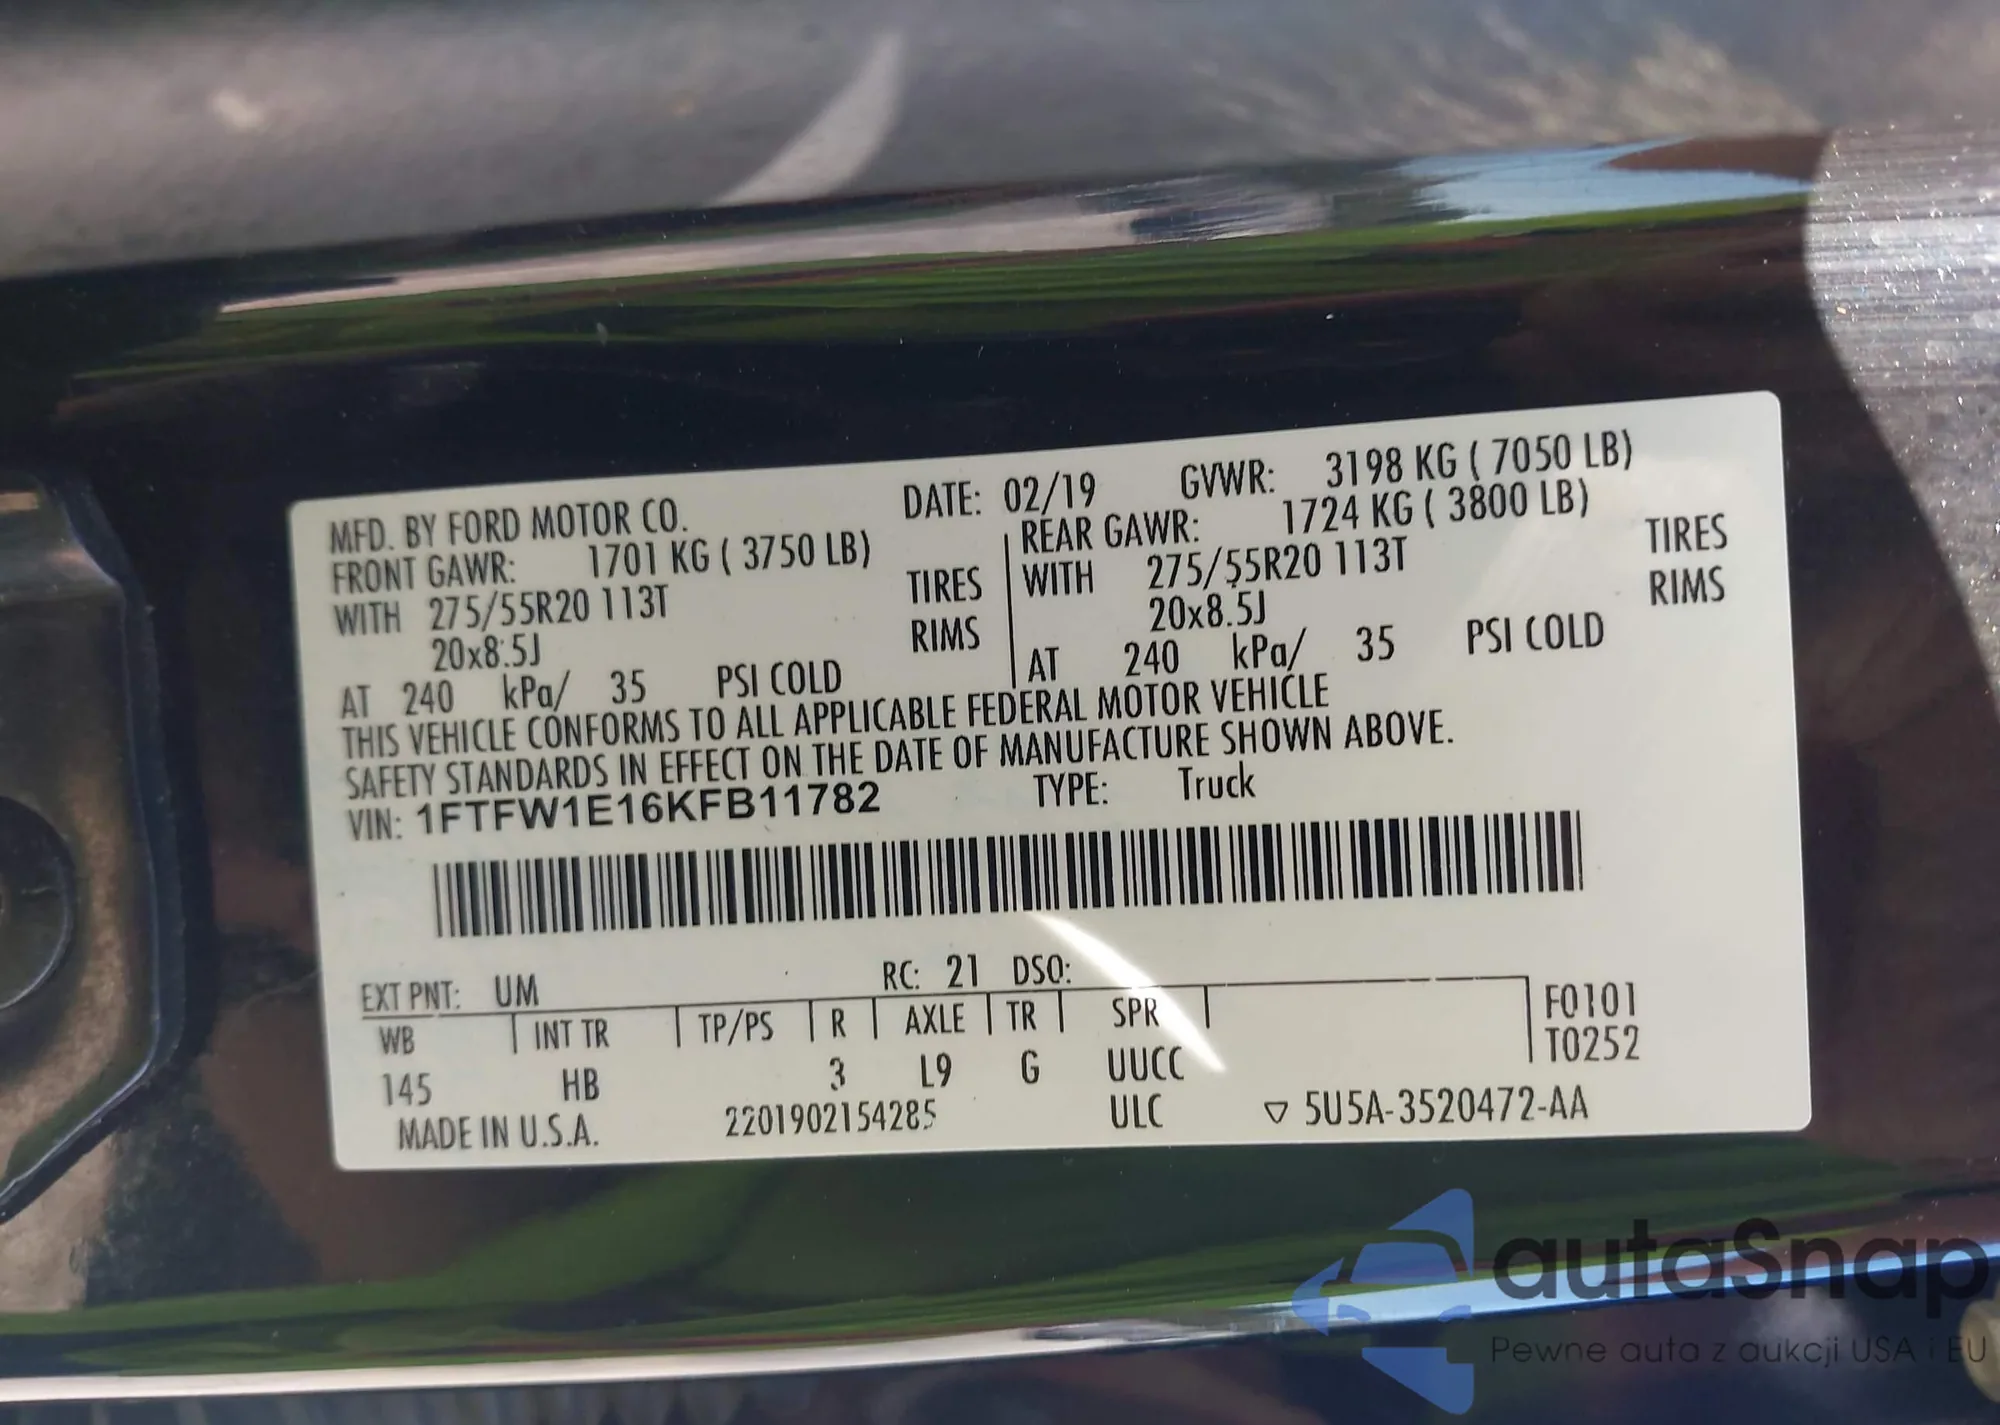 MFD. BY FORD MOTOR CO. DATE: 02/19 GVWR: 3198 KG ( 7050 LB)
FRONT GAWR: 1701 KG ( 3750 LB) REAR GAWR: 1724 KG ( 3800 LB)
WITH 275/55R20 113T TIRES WITH 275/55R20 113T TIRES
20x8.5J RIMS 20x8.5J RIMS
AT 240 kPa/ 35 PSI COLD AT 240 kPa/ 35 PSI COLD
THIS VEHICLE CONFORMS TO ALL APPLICABLE FEDERAL MOTOR VEHICLE
SAFETY STANDARDS IN EFFECT ON THE DATE OF MANUFACTURE SHOWN ABOVE.
VIN: 1FTFW1E16KFB11782 TYPE: Truck
EXT PNT: UM RC: 21 DSO:
WB INT TR TP/PS R AXLE TR SPR F0101
T0252
145 HB 3 L9 G UUCC
MADE IN U.S.A. 2201902154285 ULC ▽ 5U5A-3520472-AA
autaSnap
Pewne auta z aukcji USA i EU